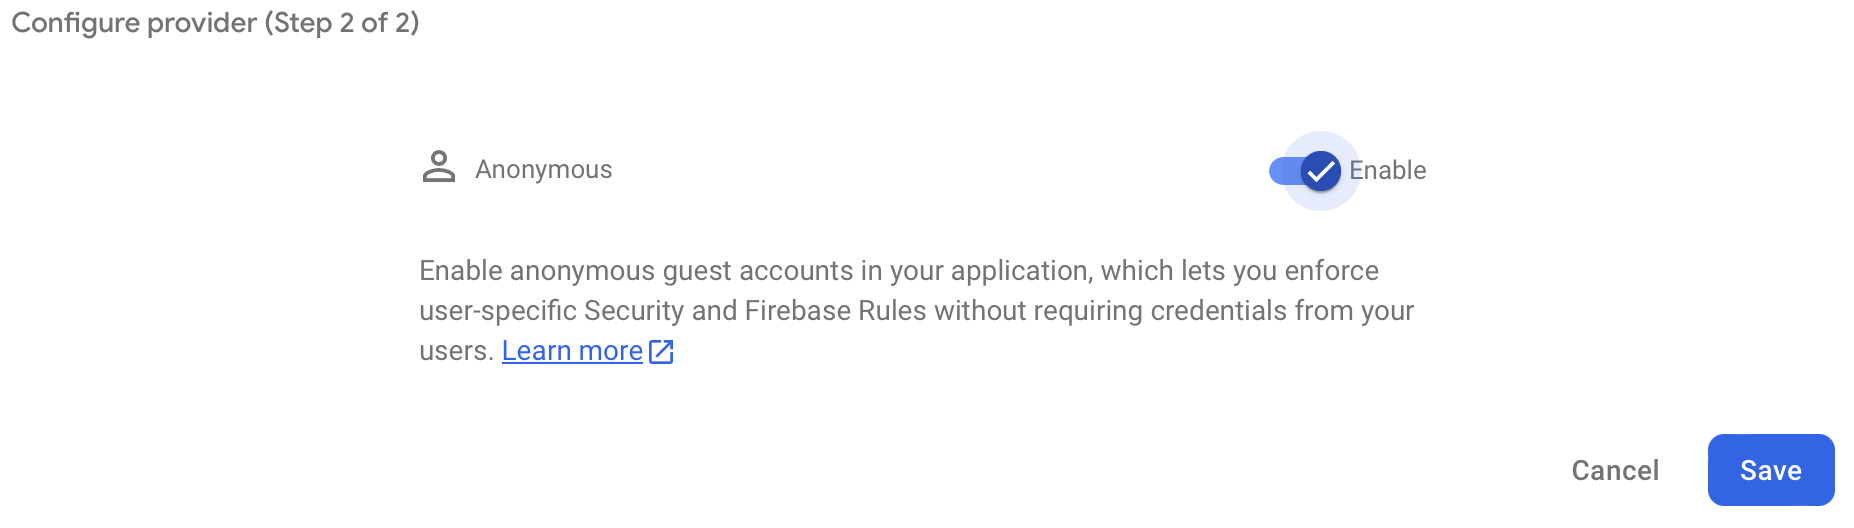 Configure provider (Step 2 of 2)
Anonymous
Enable
Enable anonymous guest accounts in your application, which lets you enforce
user-specific Security and Firebase Rules without requiring credentials from your
users. Learn more
Cancel
Save